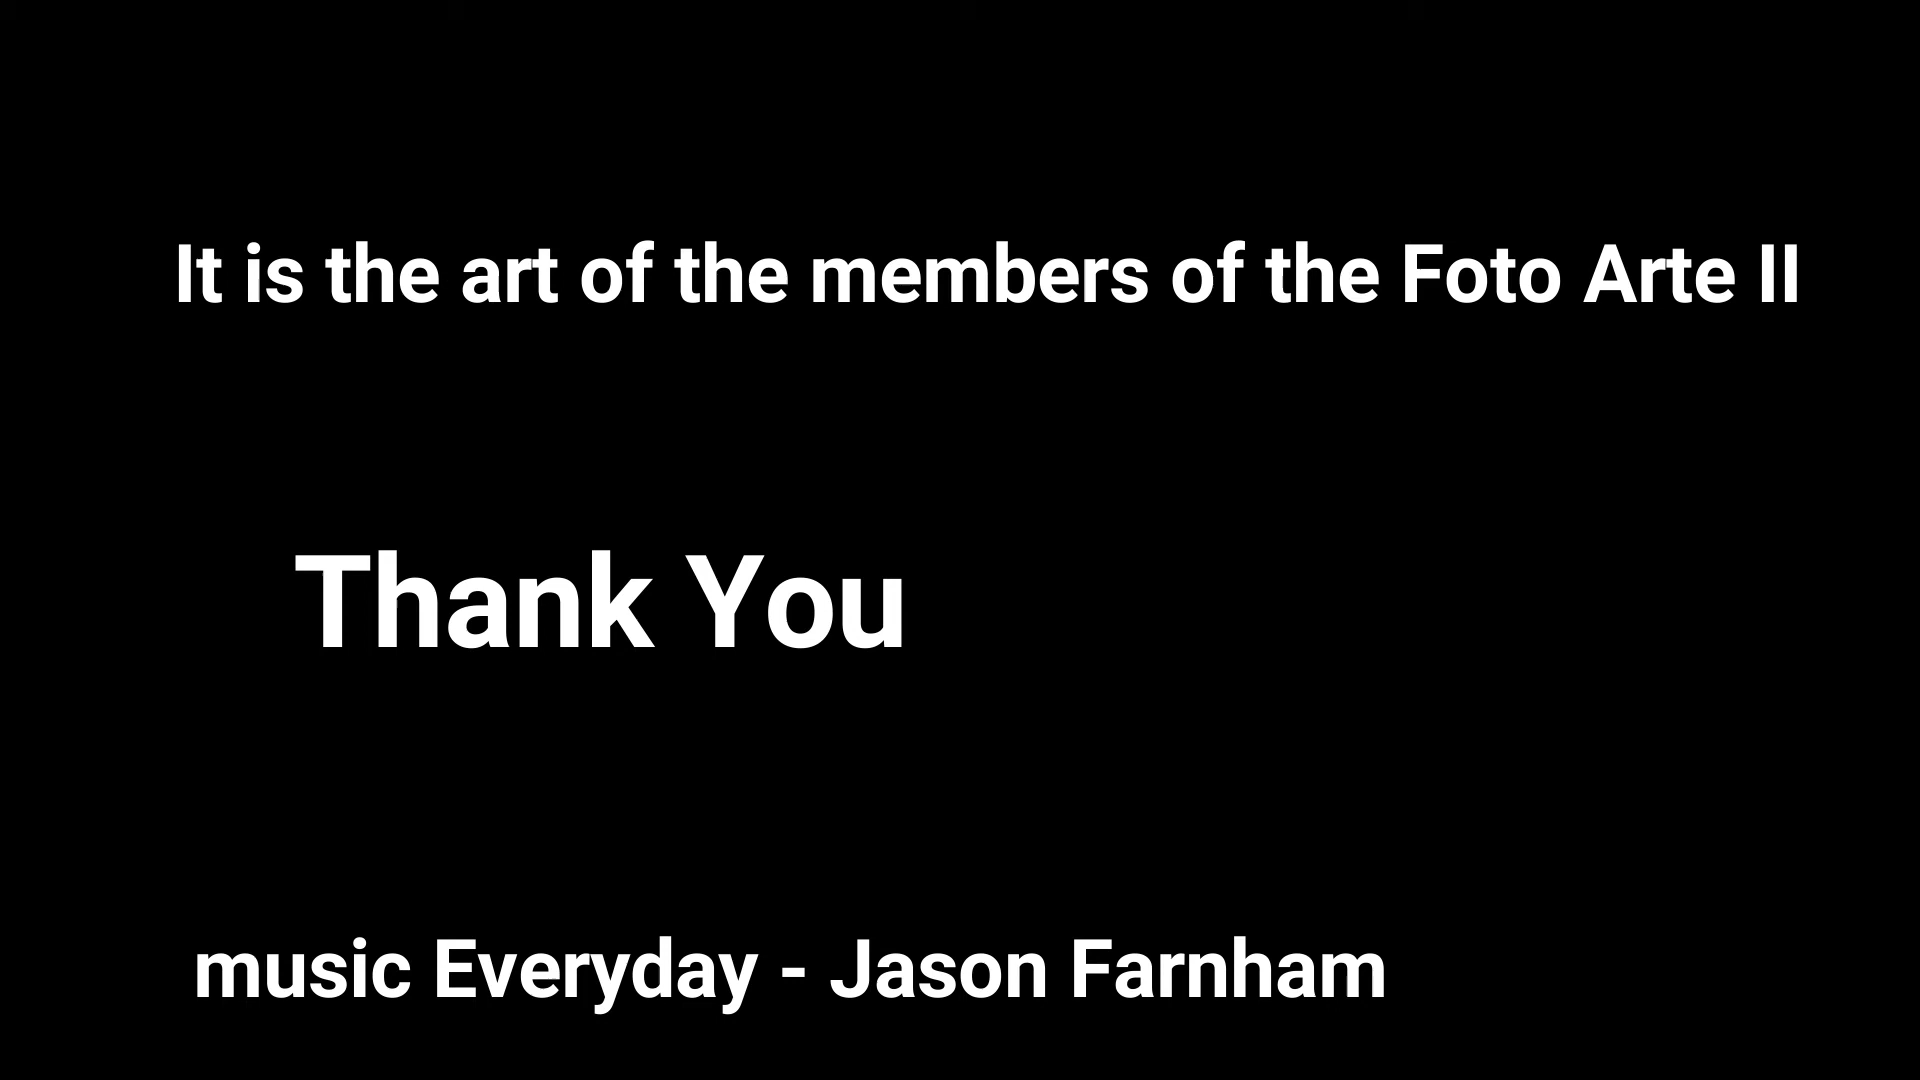 It is the art of the members of the Foto Arte II
Thank You
music Everyday - Jason Farnham